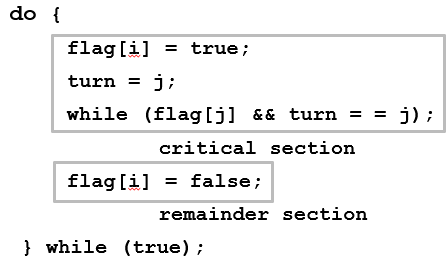 do {
flag[i] = true;
turn = j;
while (flag[j] && turn = = j);
critical section
flag[i] = false;
remainder section
} while (true);